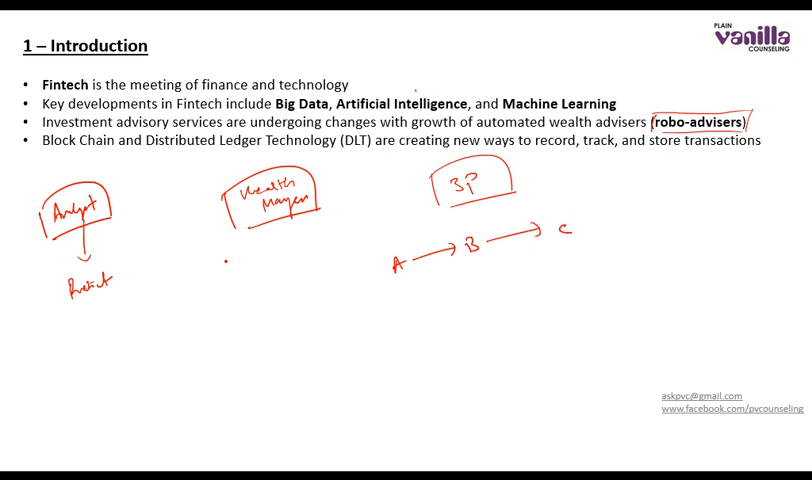 PLAIN
vanilla
COUNSELING
1 – Introduction
• Fintech is the meeting of finance and technology
• Key developments in Fintech include Big Data, Artificial Intelligence, and Machine Learning
• Investment advisory services are undergoing changes with growth of automated wealth advisers (robo-advisers)
• Block Chain and Distributed Ledger Technology (DLT) are creating new ways to record, track, and store transactions
Analyst
Wealth
3P
A → B → C
askpvc@gmail.com
www.facebook.com/pvcounseling